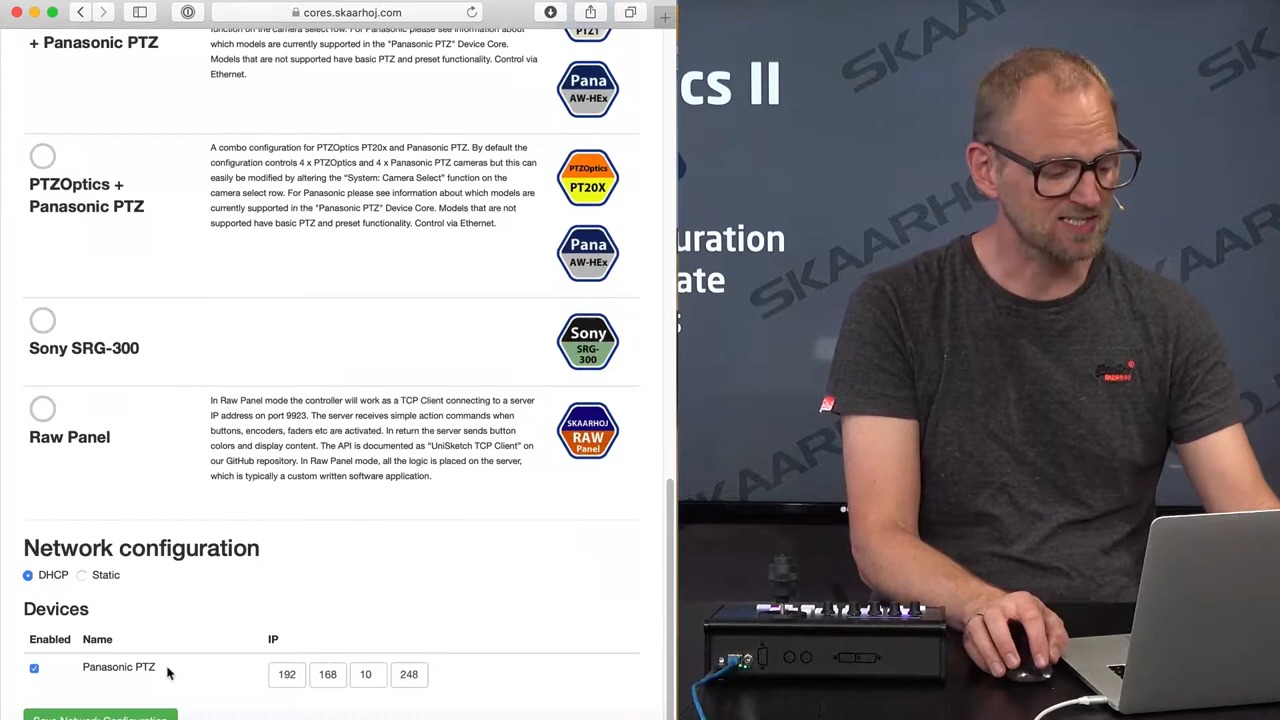 cores.skaarhoj.com
+ Panasonic PTZ
function on the camera select row. For Panasonic please see information about
which models are currently supported in the "Panasonic PTZ" Device Core.
Models that are not supported have basic PTZ and preset functionality. Control via
Ethernet.
PTZ1
Pana
AW-HEx
PTZOptics +
Panasonic PTZ
A combo configuration for PTZOptics PT20x and Panasonic PTZ. By default the
configuration controls 4 x PTZOptics and 4 x Panasonic PTZ cameras but this can
easily be modified by altering the "System: Camera Select" function on the
camera select row. For Panasonic please see information about which models are
currently supported in the "Panasonic PTZ" Device Core. Models that are not
supported have basic PTZ and preset functionality. Control via Ethernet.
PTZOptics
PT20X
Pana
AW-HEx
Sony SRG-300
Sony
SRG-
300
Raw Panel
In Raw Panel mode the controller will work as a TCP Client connecting to a server
IP address on port 9923. The server receives simple action commands when
buttons, encoders, faders etc are activated. In return the server sends button
colors and display content. The API is documented as "UniSketch TCP Client" on
our GitHub repository. In Raw Panel mode, all the logic is placed on the server,
which is typically a custom written software application.
SKAARHOJ
RAW
Panel
Network configuration
DHCP Static
Devices
Enabled Name IP
Panasonic PTZ 192 168 10 248
Save Network Configuration
cs II
uration
ate
s
SKAARHOJ
SKAARHOJ